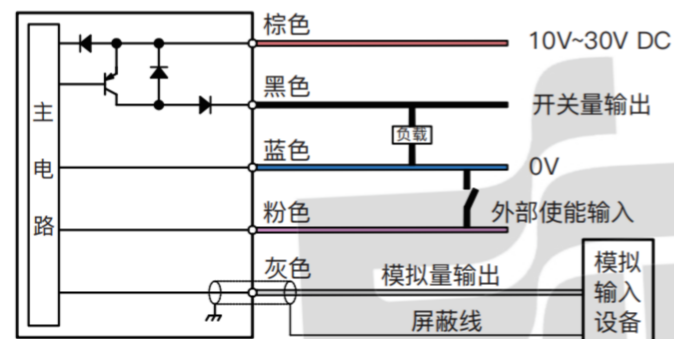 棕色
10V~30V DC
黑色
开关量输出
负载
主电路
蓝色
0V
粉色
外部使能输入
灰色
模拟量输出
屏蔽线
模拟
输入
设备